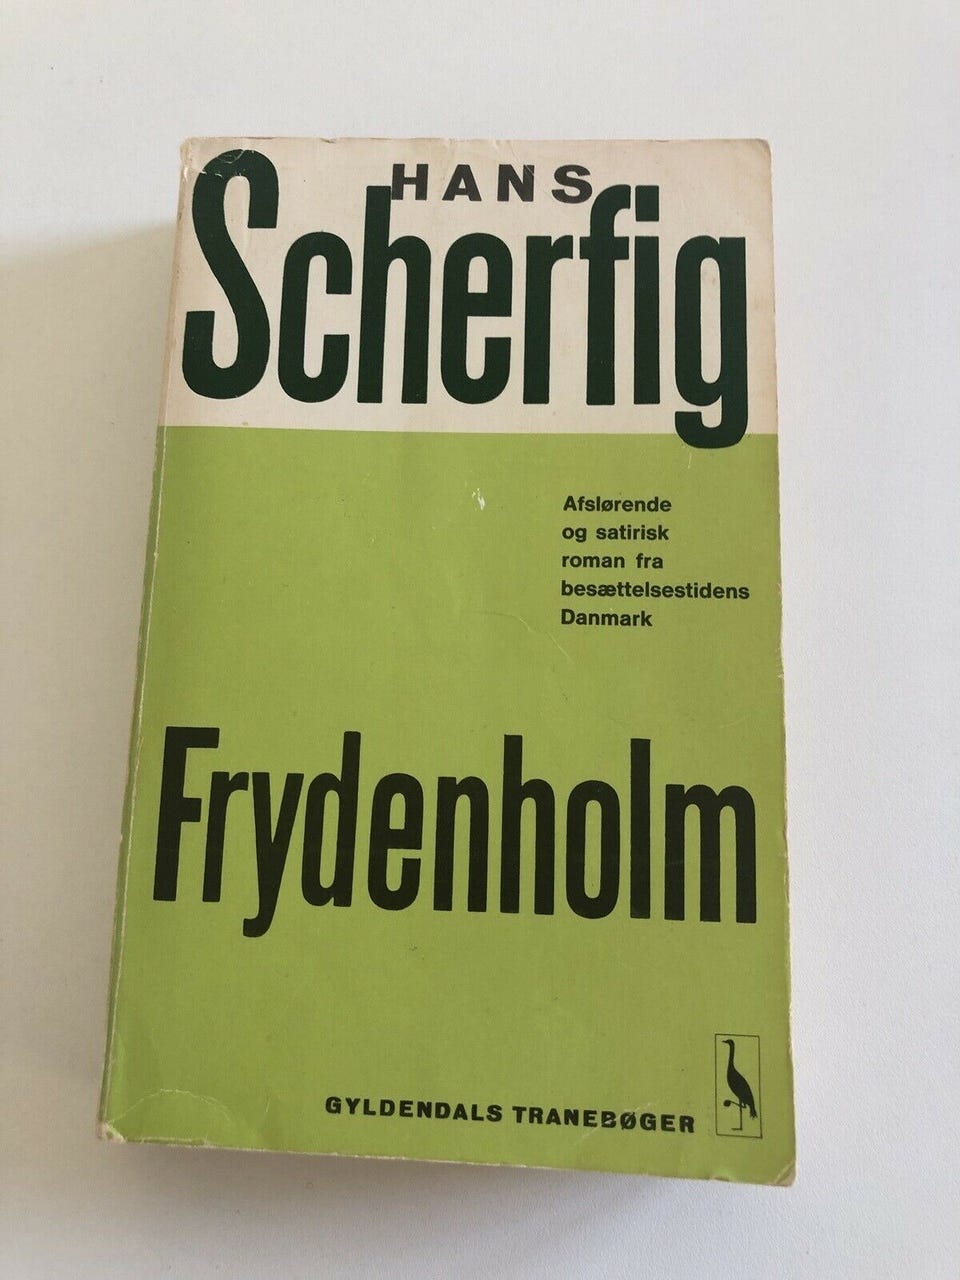 HANS
Scherfig
Afslørende
og satirisk
roman fra
besættelsestidens
Danmark
Frydenholm
GYLDENDALS TRANEBØGER